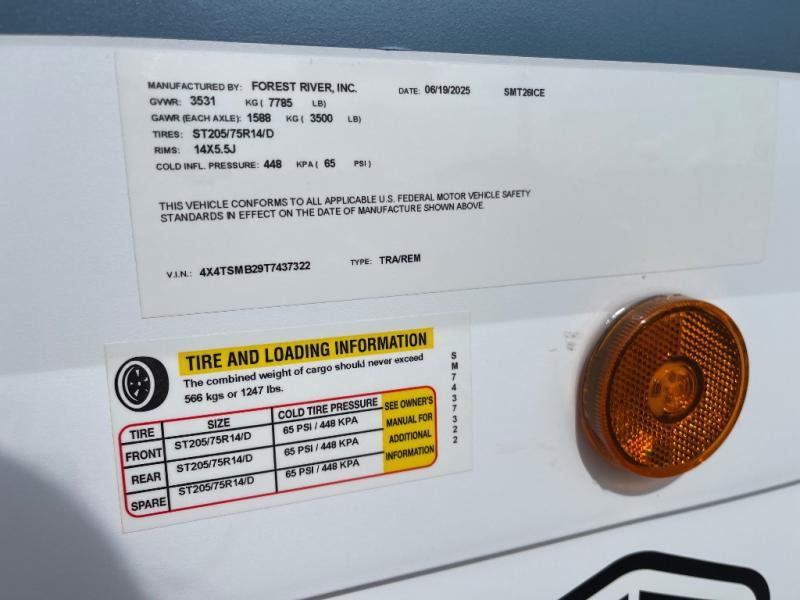 MANUFACTURED BY: FOREST RIVER, INC. DATE: 06/19/2025 SMT26ICE
GVWR: 3531 KG ( 7785 LB)
GAWR (EACH AXLE): 1588 KG ( 3500 LB)
TIRES: ST205/75R14/D
RIMS: 14X5.5J
COLD INFL. PRESSURE: 448 KPA ( 65 PSI )
THIS VEHICLE CONFORMS TO ALL APPLICABLE U.S. FEDERAL MOTOR VEHICLE SAFETY
STANDARDS IN EFFECT ON THE DATE OF MANUFACTURE SHOWN ABOVE.
V.I.N.: 4X4TSMB29T7437322 TYPE: TRA/REM
TIRE AND LOADING INFORMATION
The combined weight of cargo should never exceed
566 kgs or 1247 lbs.
TIRE SIZE COLD TIRE PRESSURE
FRONT ST205/75R14/D 65 PSI / 448 KPA
REAR ST205/75R14/D 65 PSI / 448 KPA
SPARE ST205/75R14/D 65 PSI / 448 KPA
SEE OWNER'S
MANUAL FOR
ADDITIONAL
INFORMATION
SM7437322